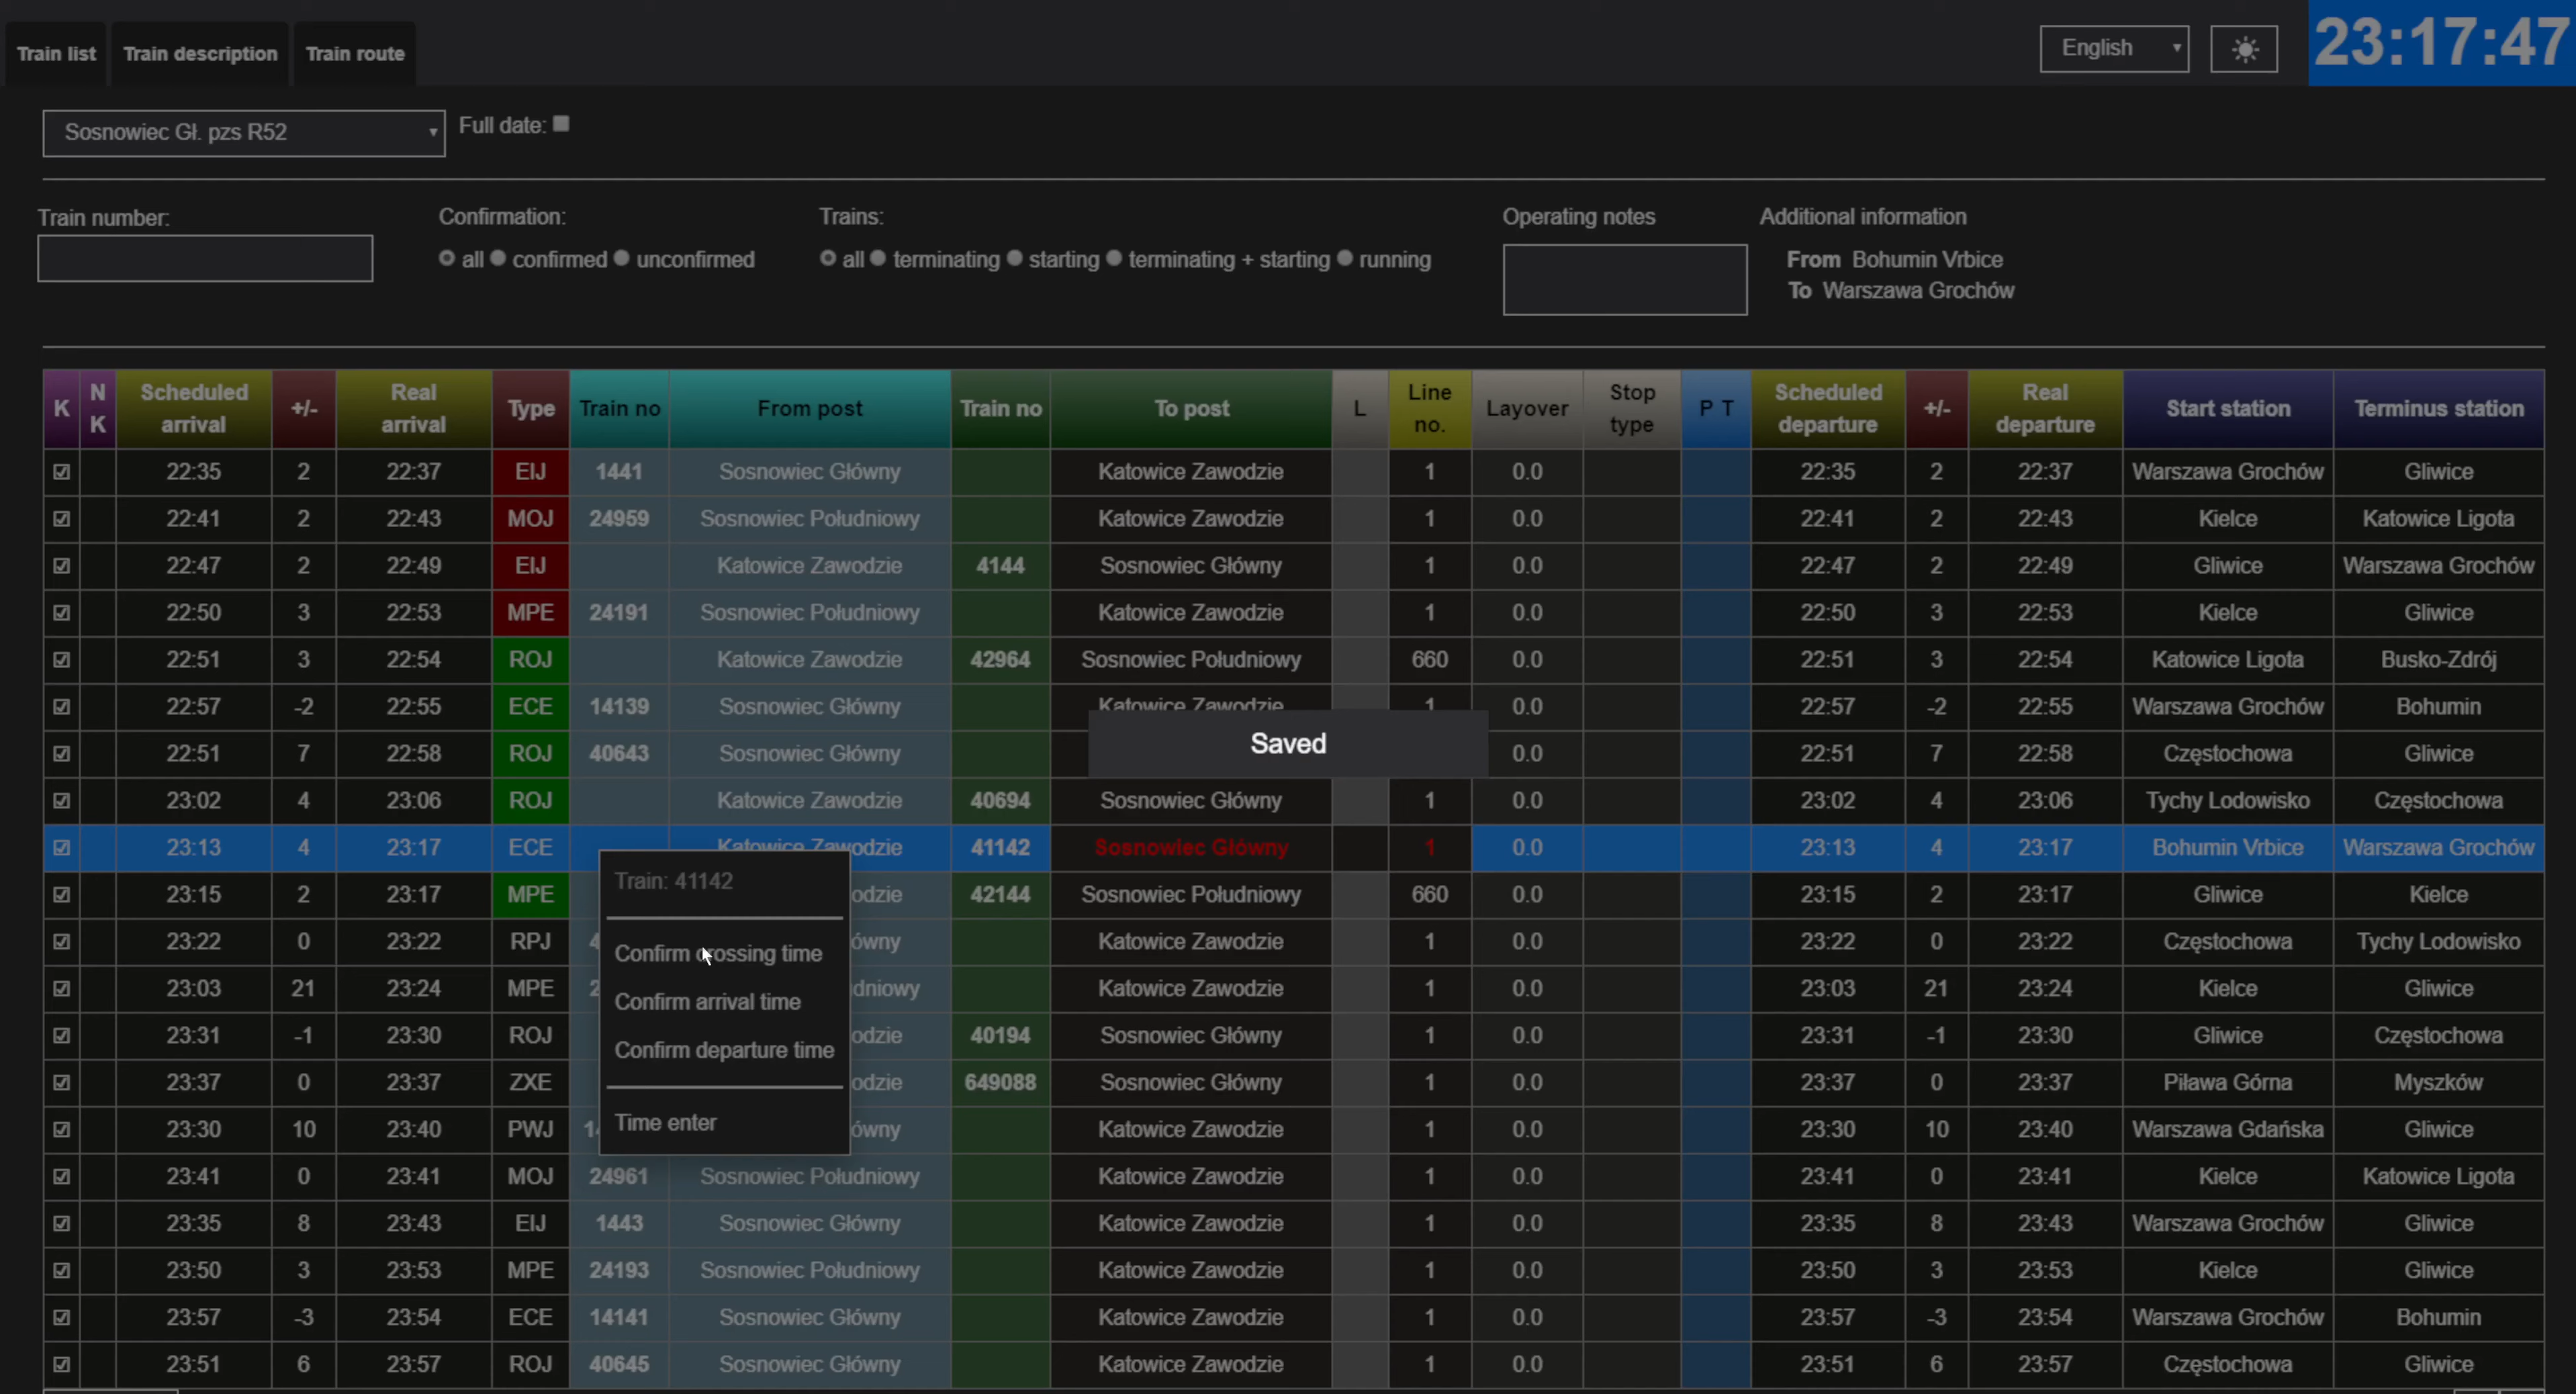 Train list Train description Train route English 23:17:47
Sosnowiec Gł. pzs R52 Full date:
Train number: Confirmation: Trains: Operating notes Additional information
all confirmed unconfirmed all terminating starting terminating + starting running From Bohumin Vrbice
To Warszawa Grochów
K N K Scheduled arrival +/- Real arrival Type Train no From post Train no To post L Line no. Layover Stop type P T Scheduled departure +/- Real departure Start station Terminus station
22:35 2 22:37 EIJ 1441 Sosnowiec Główny Katowice Zawodzie 1 0.0 22:35 2 22:37 Warszawa Grochów Gliwice
22:41 2 22:43 MOJ 24959 Sosnowiec Południowy Katowice Zawodzie 1 0.0 22:41 2 22:43 Kielce Katowice Ligota
22:47 2 22:49 EIJ Katowice Zawodzie 4144 Sosnowiec Główny 1 0.0 22:47 2 22:49 Gliwice Warszawa Grochów
22:50 3 22:53 MPE 24191 Sosnowiec Południowy Katowice Zawodzie 1 0.0 22:50 3 22:53 Kielce Gliwice
22:51 3 22:54 ROJ Katowice Zawodzie 42964 Sosnowiec Południowy 660 0.0 22:51 3 22:54 Katowice Ligota Busko-Zdrój
22:57 -2 22:55 ECE 14139 Sosnowiec Główny Katowice Zawodzie 1 0.0 22:57 -2 22:55 Warszawa Grochów Bohumin
22:51 7 22:58 ROJ 40643 Sosnowiec Główny Saved 0.0 22:51 7 22:58 Częstochowa Gliwice
23:02 4 23:06 ROJ Katowice Zawodzie 40694 Sosnowiec Główny 1 0.0 23:02 4 23:06 Tychy Lodowisko Częstochowa
23:13 4 23:17 ECE Katowice Zawodzie 41142 Sosnowiec Główny 1 0.0 23:13 4 23:17 Bohumin Vrbice Warszawa Grochów
23:15 2 23:17 MPE 42144 Sosnowiec Południowy 660 0.0 23:15 2 23:17 Gliwice Kielce
23:22 0 23:22 RPJ Katowice Zawodzie 1 0.0 23:22 0 23:22 Częstochowa Tychy Lodowisko
23:03 21 23:24 MPE Katowice Zawodzie 1 0.0 23:03 21 23:24 Kielce Gliwice
23:31 -1 23:30 ROJ 40194 Sosnowiec Główny 1 0.0 23:31 -1 23:30 Gliwice Częstochowa
23:37 0 23:37 ZXE 649088 Sosnowiec Główny 1 0.0 23:37 0 23:37 Piława Górna Myszków
23:30 10 23:40 PWJ Katowice Zawodzie 1 0.0 23:30 10 23:40 Warszawa Gdańska Gliwice
23:41 0 23:41 MOJ 24961 Sosnowiec Południowy Katowice Zawodzie 1 0.0 23:41 0 23:41 Kielce Katowice Ligota
23:35 8 23:43 EIJ 1443 Sosnowiec Główny Katowice Zawodzie 1 0.0 23:35 8 23:43 Warszawa Grochów Gliwice
23:50 3 23:53 MPE 24193 Sosnowiec Południowy Katowice Zawodzie 1 0.0 23:50 3 23:53 Kielce Gliwice
23:57 -3 23:54 ECE 14141 Sosnowiec Główny Katowice Zawodzie 1 0.0 23:57 -3 23:54 Warszawa Grochów Bohumin
23:51 6 23:57 ROJ 40645 Sosnowiec Główny Katowice Zawodzie 1 0.0 23:51 6 23:57 Częstochowa Gliwice
Train: 41142
Confirm crossing time
Confirm arrival time
Confirm departure time
Time enter